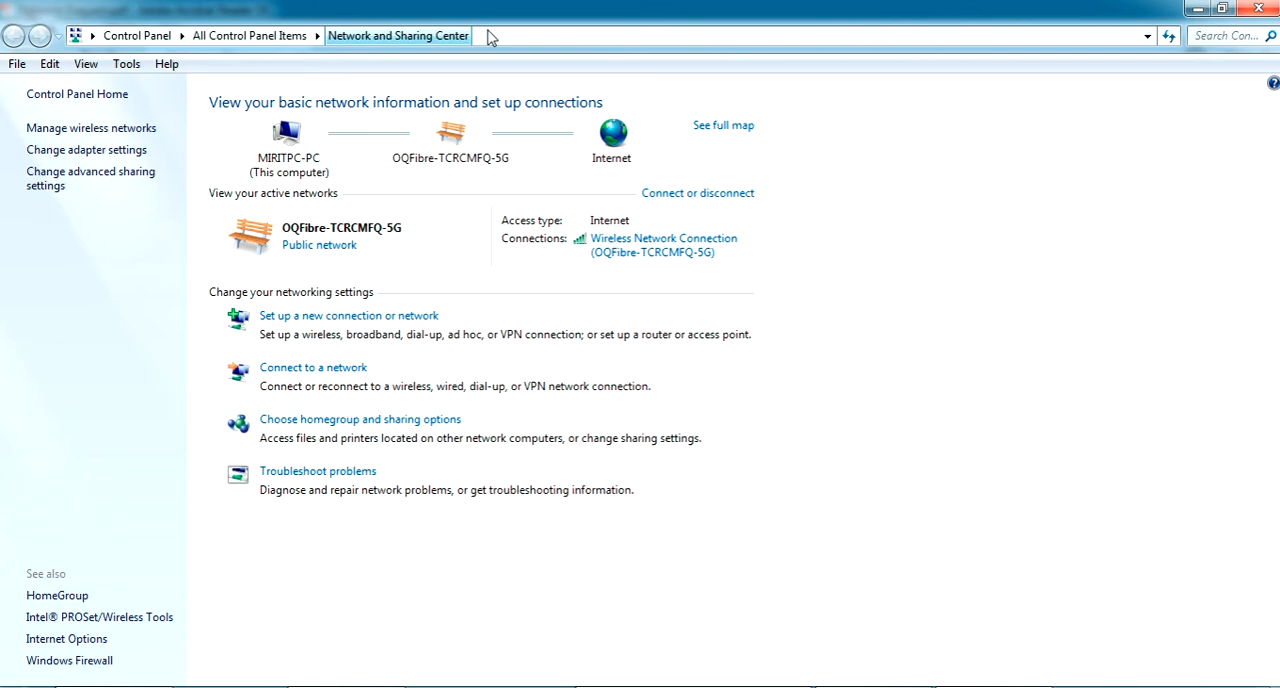 Control Panel All Control Panel Items Network and Sharing Center
Search Con...
File Edit View Tools Help
Control Panel Home
Manage wireless networks
Change adapter settings
Change advanced sharing
settings
View your basic network information and set up connections
See full map
MIRITPC-PC
(This computer)
OQFibre-TCRCMFQ-5G
Internet
View your active networks
Connect or disconnect
OQFibre-TCRCMFQ-5G
Public network
Access type: Internet
Connections: Wireless Network Connection
(OQFibre-TCRCMFQ-5G)
Change your networking settings
Set up a new connection or network
Set up a wireless, broadband, dial-up, ad hoc, or VPN connection; or set up a router or access point.
Connect to a network
Connect or reconnect to a wireless, wired, dial-up, or VPN network connection.
Choose homegroup and sharing options
Access files and printers located on other network computers, or change sharing settings.
Troubleshoot problems
Diagnose and repair network problems, or get troubleshooting information.
See also
HomeGroup
Intel® PROSet/Wireless Tools
Internet Options
Windows Firewall